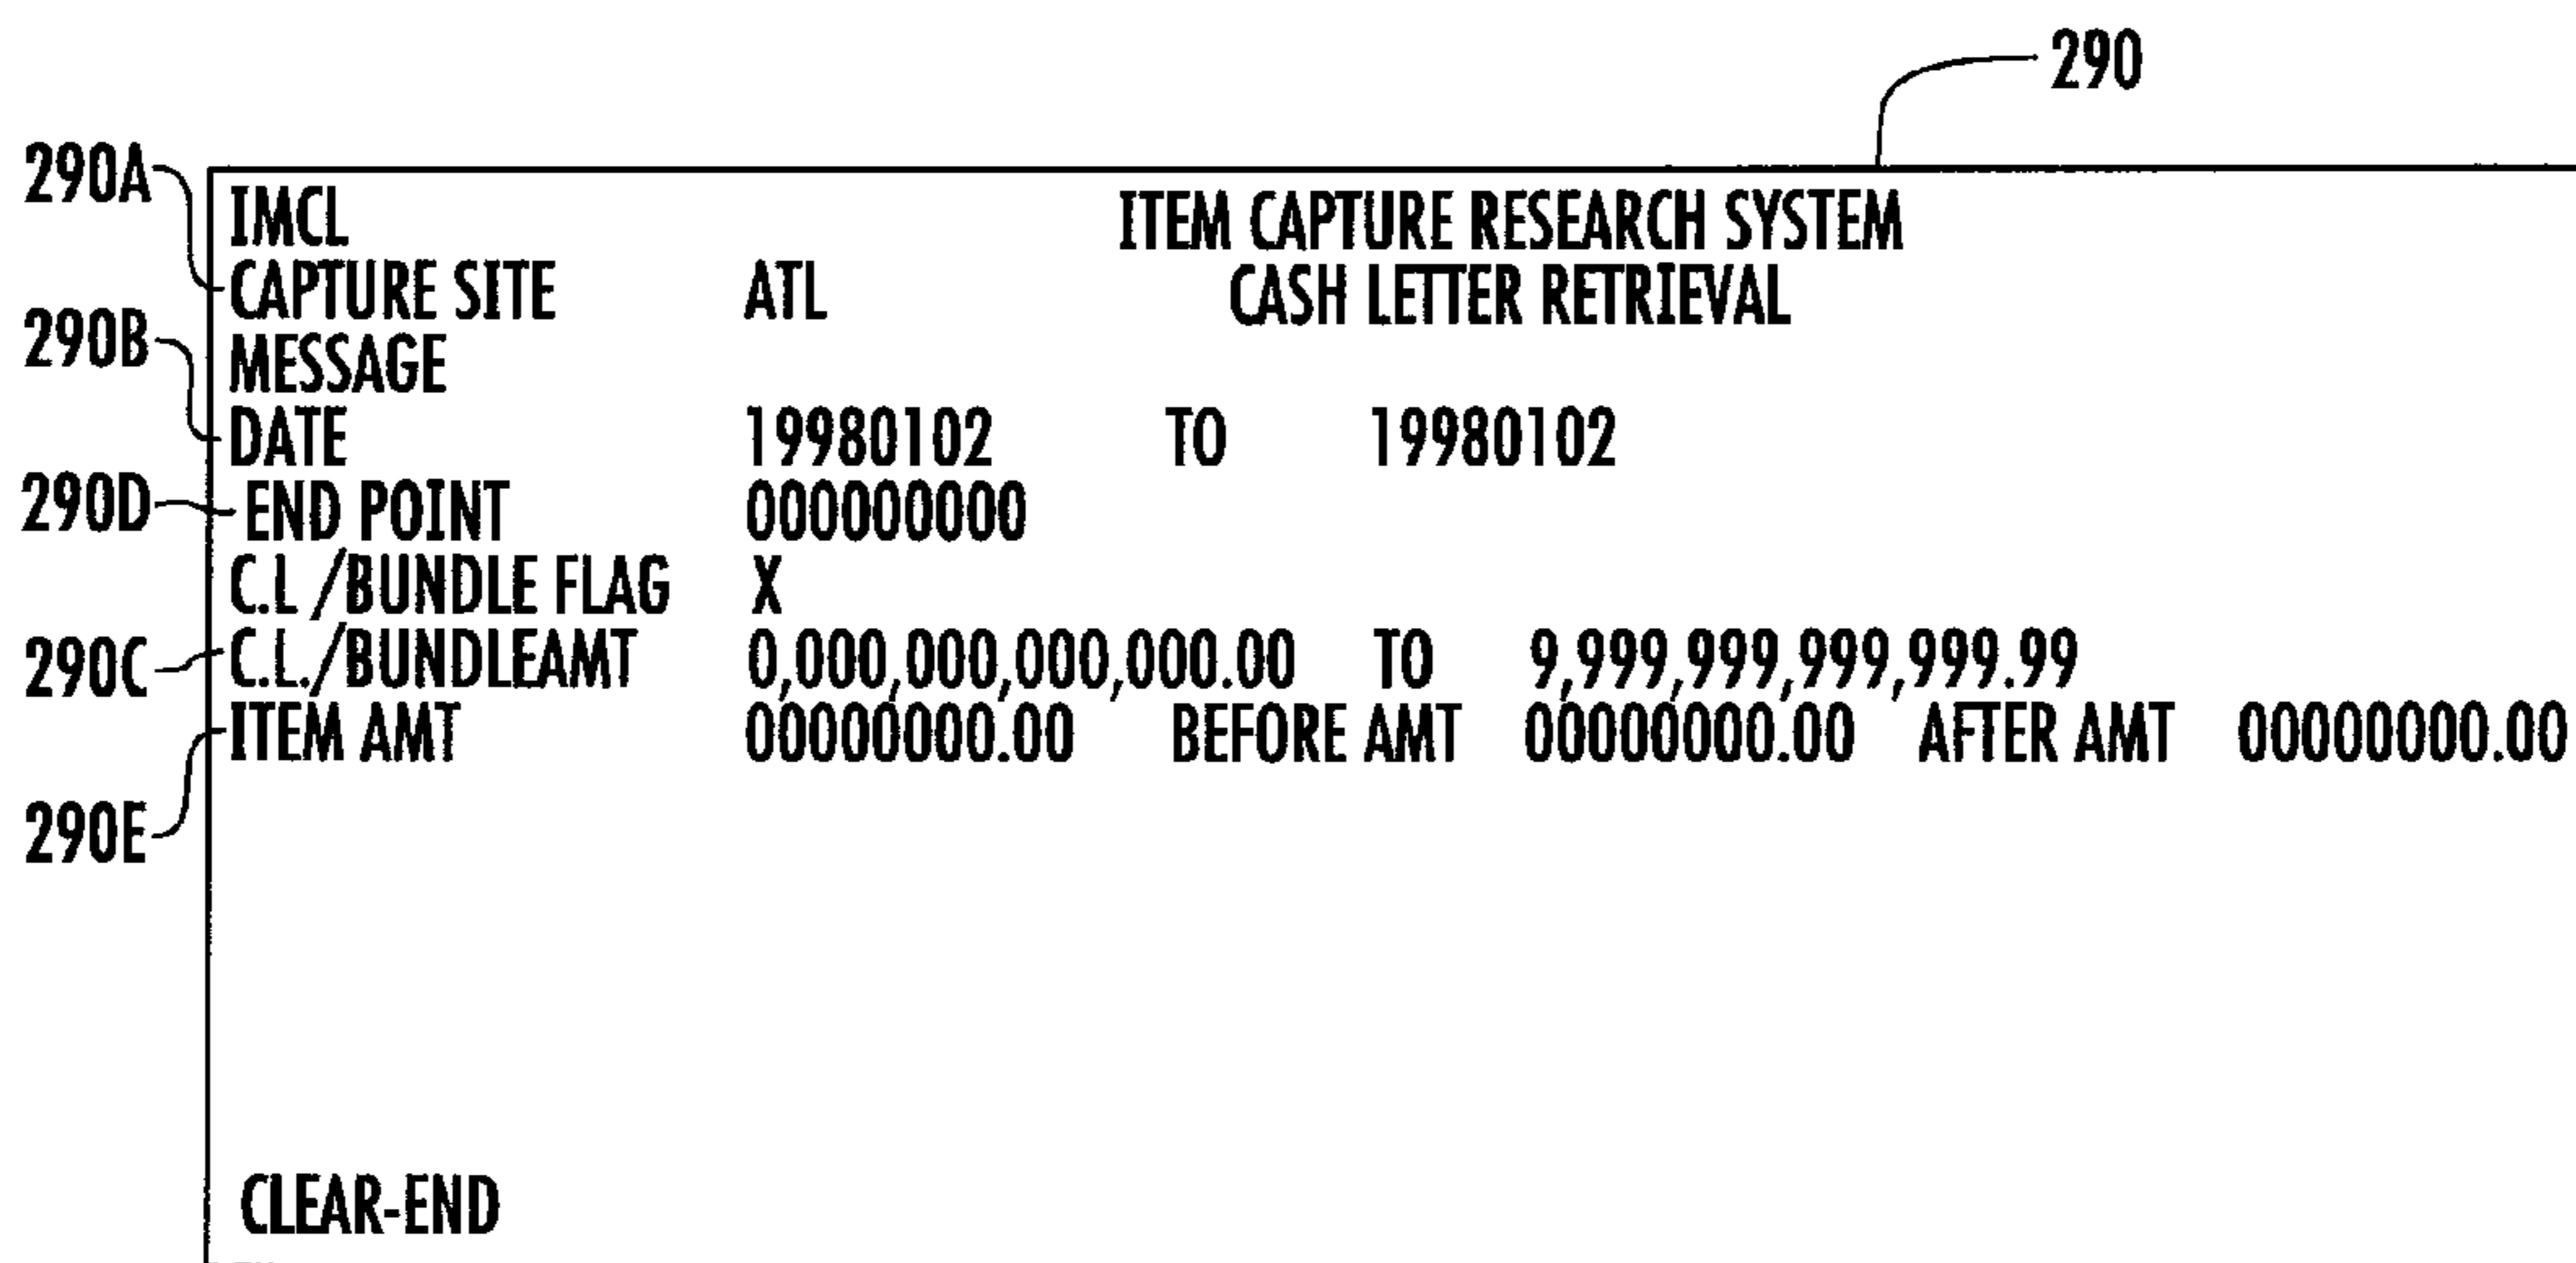 290
290A
IMCL ITEM CAPTURE RESEARCH SYSTEM
CAPTURE SITE ATL CASH LETTER RETRIEVAL
290B
MESSAGE
DATE 19980102 TO 19980102
290D END POINT 000000000
C.L /BUNDLE FLAG X
290C C.L./BUNDLEAMT 0,000,000,000,000.00 TO 9,999,999,999,999.99
ITEM AMT 00000000.00 BEFORE AMT 00000000.00 AFTER AMT 00000000.00
290E
CLEAR-END